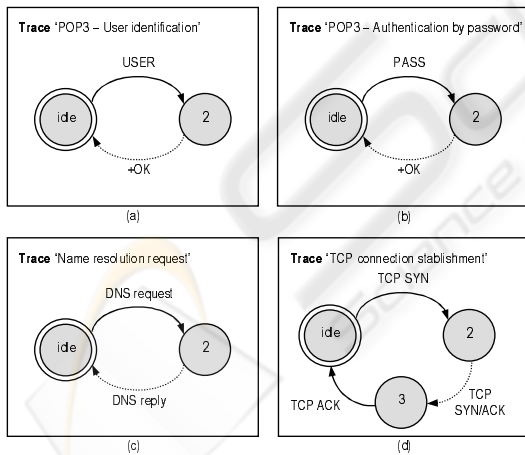 Trace 'POP3 – User identification'
USER
idle
2
+OK
(a)
Trace 'POP3 – Authentication by password'
PASS
idle
2
+OK
(b)
Trace 'Name resolution request'
DNS request
idle
2
DNS reply
(c)
Trace 'TCP connection stablishment'
TCP SYN
idle
2
TCP ACK
3
TCP
SYN/ACK
(d)